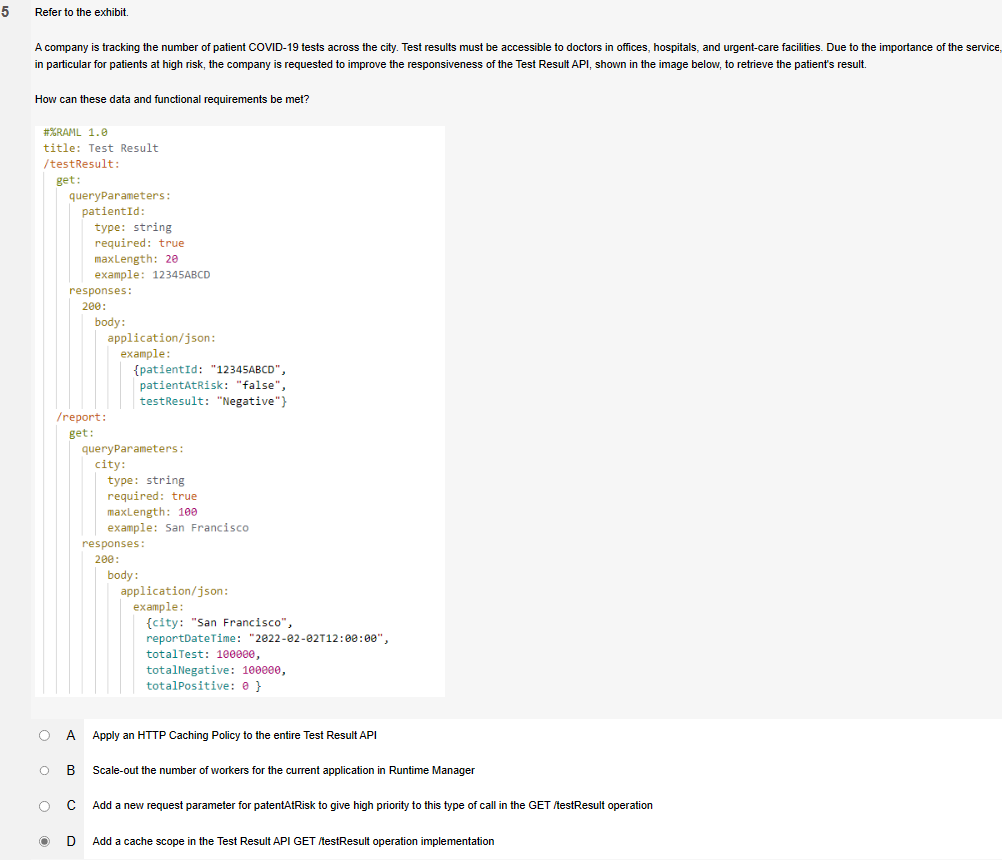 5
Refer to the exhibit.
A company is tracking the number of patient COVID-19 tests across the city. Test results must be accessible to doctors in offices, hospitals, and urgent-care facilities. Due to the importance of the service,
in particular for patients at high risk, the company is requested to improve the responsiveness of the Test Result API, shown in the image below, to retrieve the patient's result.
How can these data and functional requirements be met?
#%RAML 1.0
title: Test Result
/testResult:
get:
queryParameters:
patientId:
type: string
required: true
maxLength: 20
example: 12345ABCD
responses:
200:
body:
application/json:
example:
{patientId: "12345ABCD",
patientAtRisk: "false",
testResult: "Negative"}
/report:
get:
queryParameters:
city:
type: string
required: true
maxLength: 100
example: San Francisco
responses:
200:
body:
application/json:
example:
{city: "San Francisco",
reportDateTime: "2022-02-02T12:00:00",
totalTest: 100000,
totalNegative: 100000,
totalPositive: 0 }
A Apply an HTTP Caching Policy to the entire Test Result API
B Scale-out the number of workers for the current application in Runtime Manager
C Add a new request parameter for patentAtRisk to give high priority to this type of call in the GET /testResult operation
D Add a cache scope in the Test Result API GET /testResult operation implementation